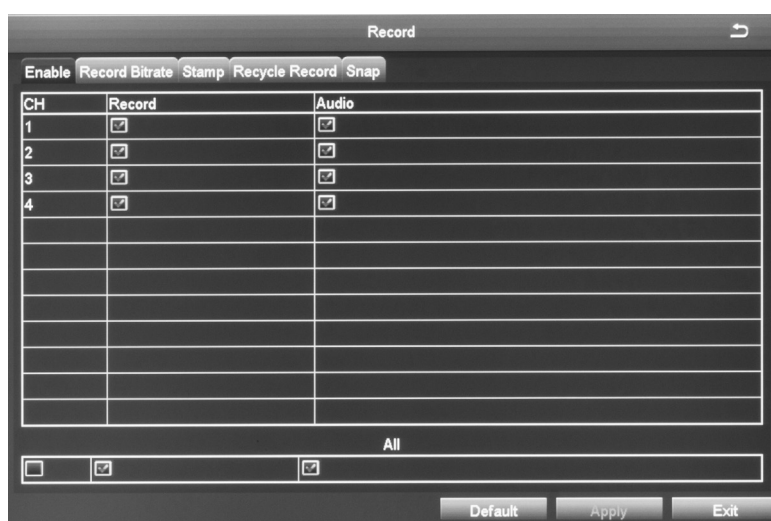 Record
Enable Record Bitrate Stamp Recycle Record Snap
CH Record Audio
1
2
3
4
All
Default Apply Exit